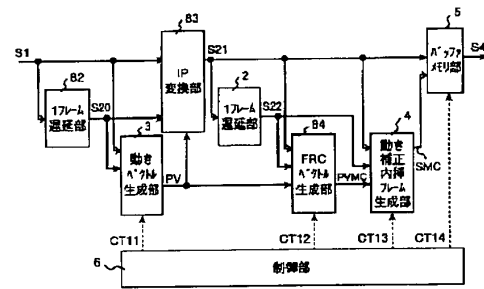 5
83
S1
S21
バッファ
メモリ部
S4
IP
変換部
82
2
1フレーム
遅延部
S20
1フレーム
遅延部
S22
84
4
3
動き
ベクトル
生成部
PV
FRC
ベクトル
生成部
PVMC
動き
補正
内挿
フレーム
生成部
SMC
CT11
CT12
CT13
CT14
6
制御部